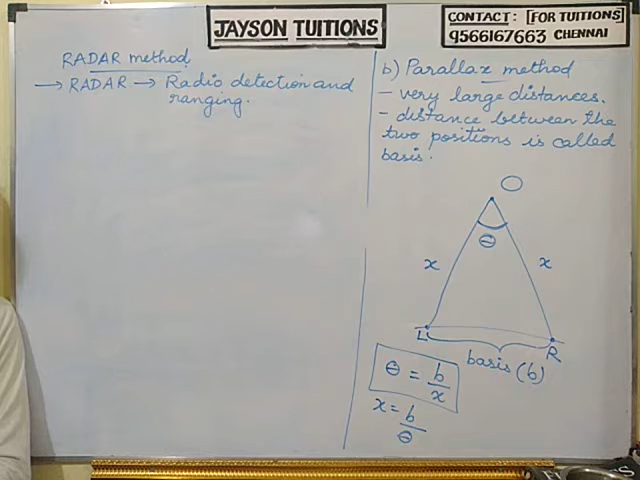 JAYSON TUITIONS
CONTACT: [FOR TUITIONS]
9566167663 CHENNAI
RADAR method
→ RADAR → Radio detection and
ranging.
b) Parallax method
- very large distances.
- distance between the
two positions is called
basis.
O
θ
x
x
L
R
basis (b)
θ = b/x
x = b/θ